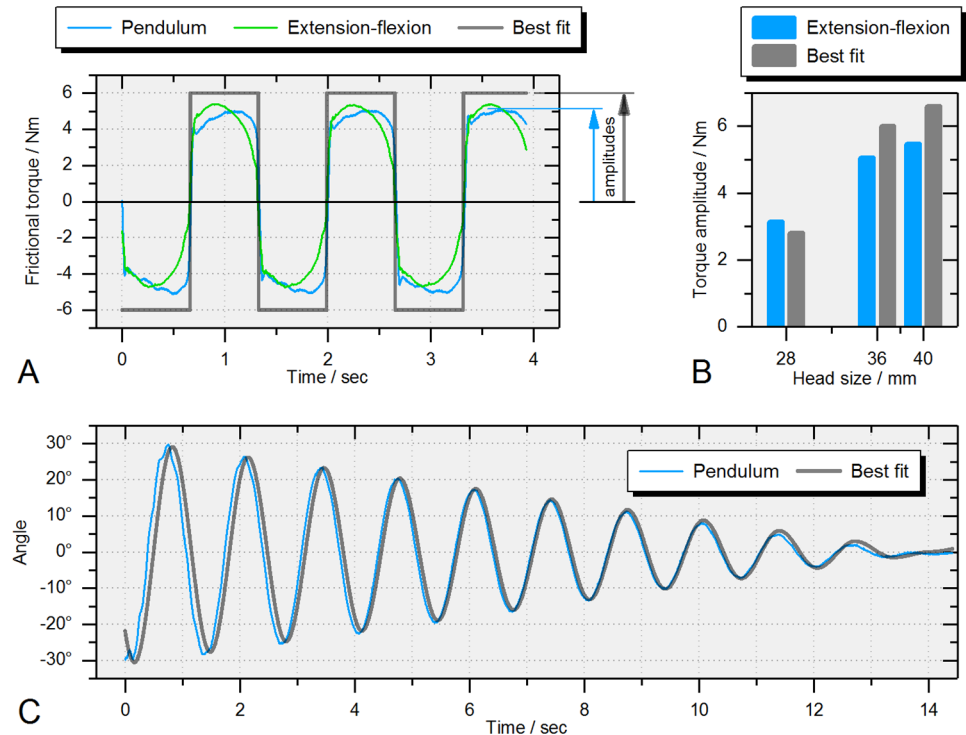 Pendulum Extension-flexion Best fit
Frictional torque / Nm
6
4
2
0
-2
-4
-6
0 1 2 3 4
Time / sec
amplitudes
A
Extension-flexion
Best fit
Torque amplitude / Nm
6
4
2
0
28 36 40
Head size / mm
B
Pendulum Best fit
Angle
30°
20°
10°
0°
-10°
-20°
-30°
0 2 4 6 8 10 12 14
Time / sec
C